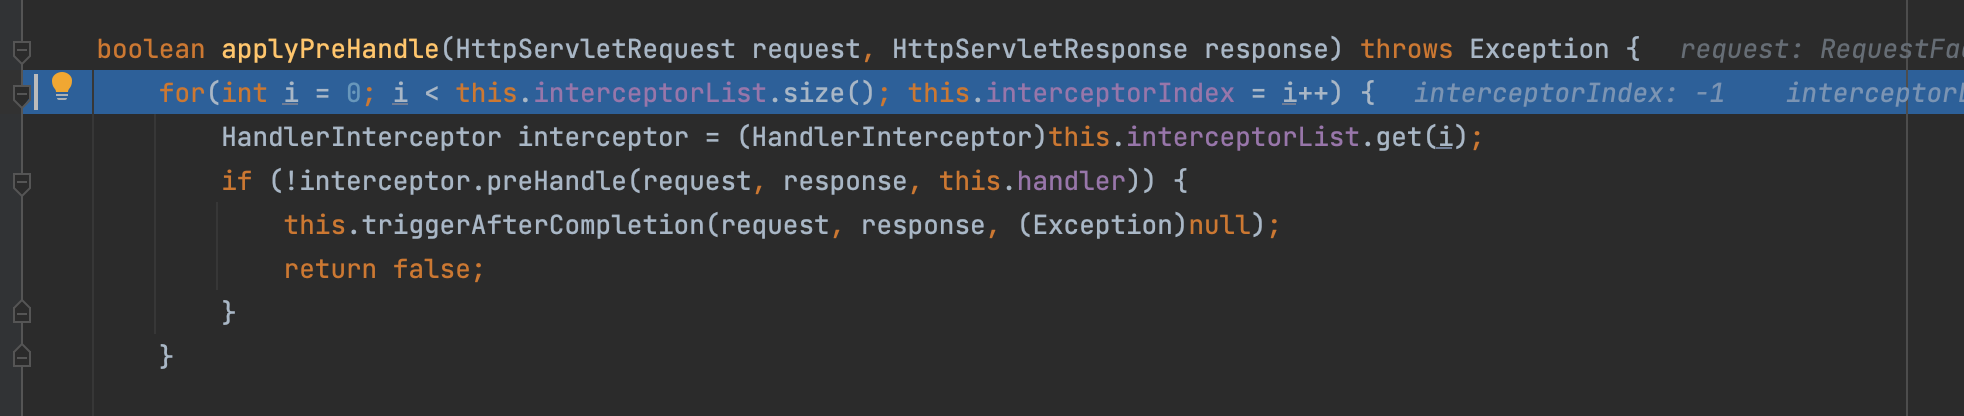 boolean applyPreHandle(HttpServletRequest request, HttpServletResponse response) throws Exception { request:
for(int i = 0; i < this.interceptorList.size(); this.interceptorIndex = i++) { interceptorIndex: -1
HandlerInterceptor interceptor = (HandlerInterceptor)this.interceptorList.get(i);
if (!interceptor.preHandle(request, response, this.handler)) {
this.triggerAfterCompletion(request, response, (Exception)null);
return false;
}
}